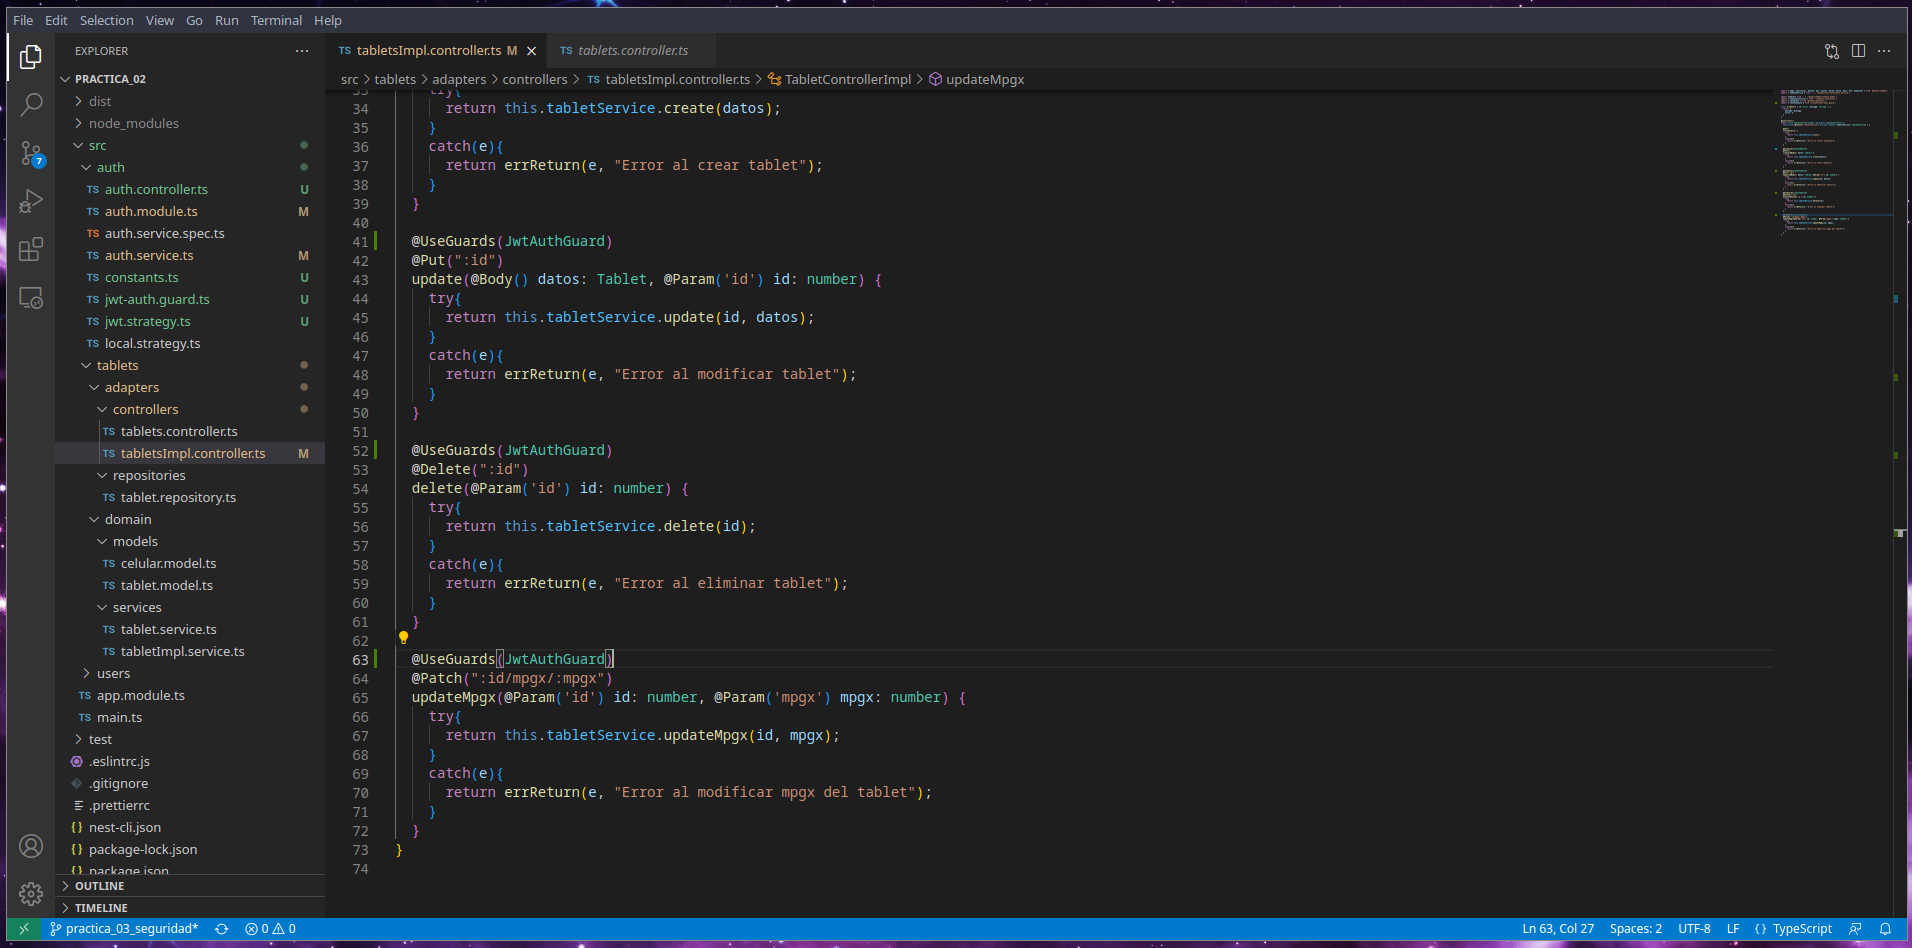 File Edit Selection View Go Run Terminal Help
EXPLORER
PRACTICA_02
dist
node_modules
src
auth
TS auth.controller.ts U
TS auth.module.ts M
TS auth.service.spec.ts
TS auth.service.ts M
TS constants.ts U
TS jwt-auth.guard.ts U
TS jwt.strategy.ts U
TS local.strategy.ts
tablets
adapters
controllers
TS tablets.controller.ts
TS tabletsImpl.controller.ts M
repositories
TS tablet.repository.ts
domain
models
TS celular.model.ts
TS tablet.model.ts
services
TS tablet.service.ts
TS tabletImpl.service.ts
users
TS app.module.ts
TS main.ts
test
.eslintrc.js
.gitignore
.prettierrc
{} nest-cli.json
{} package-lock.json
{} package.json
OUTLINE
TIMELINE
7
TS tabletsImpl.controller.ts M
TS tablets.controller.ts
src > tablets > adapters > controllers > TS tabletsImpl.controller.ts > TabletControllerImpl > updateMpgx
33 try{
34 return this.tabletService.create(datos);
35 }
36 catch(e){
37 return errReturn(e, "Error al crear tablet");
38 }
39 }
40
41 @UseGuards(JwtAuthGuard)
42 @Put(":id")
43 update(@Body() datos: Tablet, @Param('id') id: number) {
44 try{
45 return this.tabletService.update(id, datos);
46 }
47 catch(e){
48 return errReturn(e, "Error al modificar tablet");
49 }
50 }
51
52 @UseGuards(JwtAuthGuard)
53 @Delete(":id")
54 delete(@Param('id') id: number) {
55 try{
56 return this.tabletService.delete(id);
57 }
58 catch(e){
59 return errReturn(e, "Error al eliminar tablet");
60 }
61 }
62
63 @UseGuards(JwtAuthGuard)
64 @Patch(":id/mpgx/:mpgx")
65 updateMpgx(@Param('id') id: number, @Param('mpgx') mpgx: number) {
66 try{
67 return this.tabletService.updateMpgx(id, mpgx);
68 }
69 catch(e){
70 return errReturn(e, "Error al modificar mpgx del tablet");
71 }
72 }
73 }
74
practica_03_seguridad* 0 0 Ln 63, Col 27 Spaces: 2 UTF-8 LF {} TypeScript